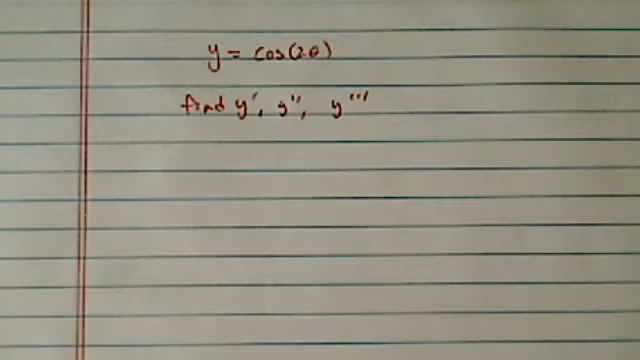 y = cos(2θ)
find y', y'', y'''